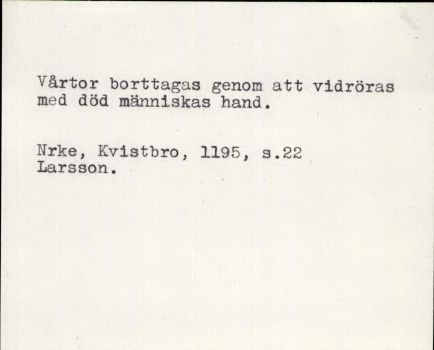 Vårtor borttagas genom att vidröras
med död människas hand.
Nrke, Kvistbro, 1195, s.22
Larsson.